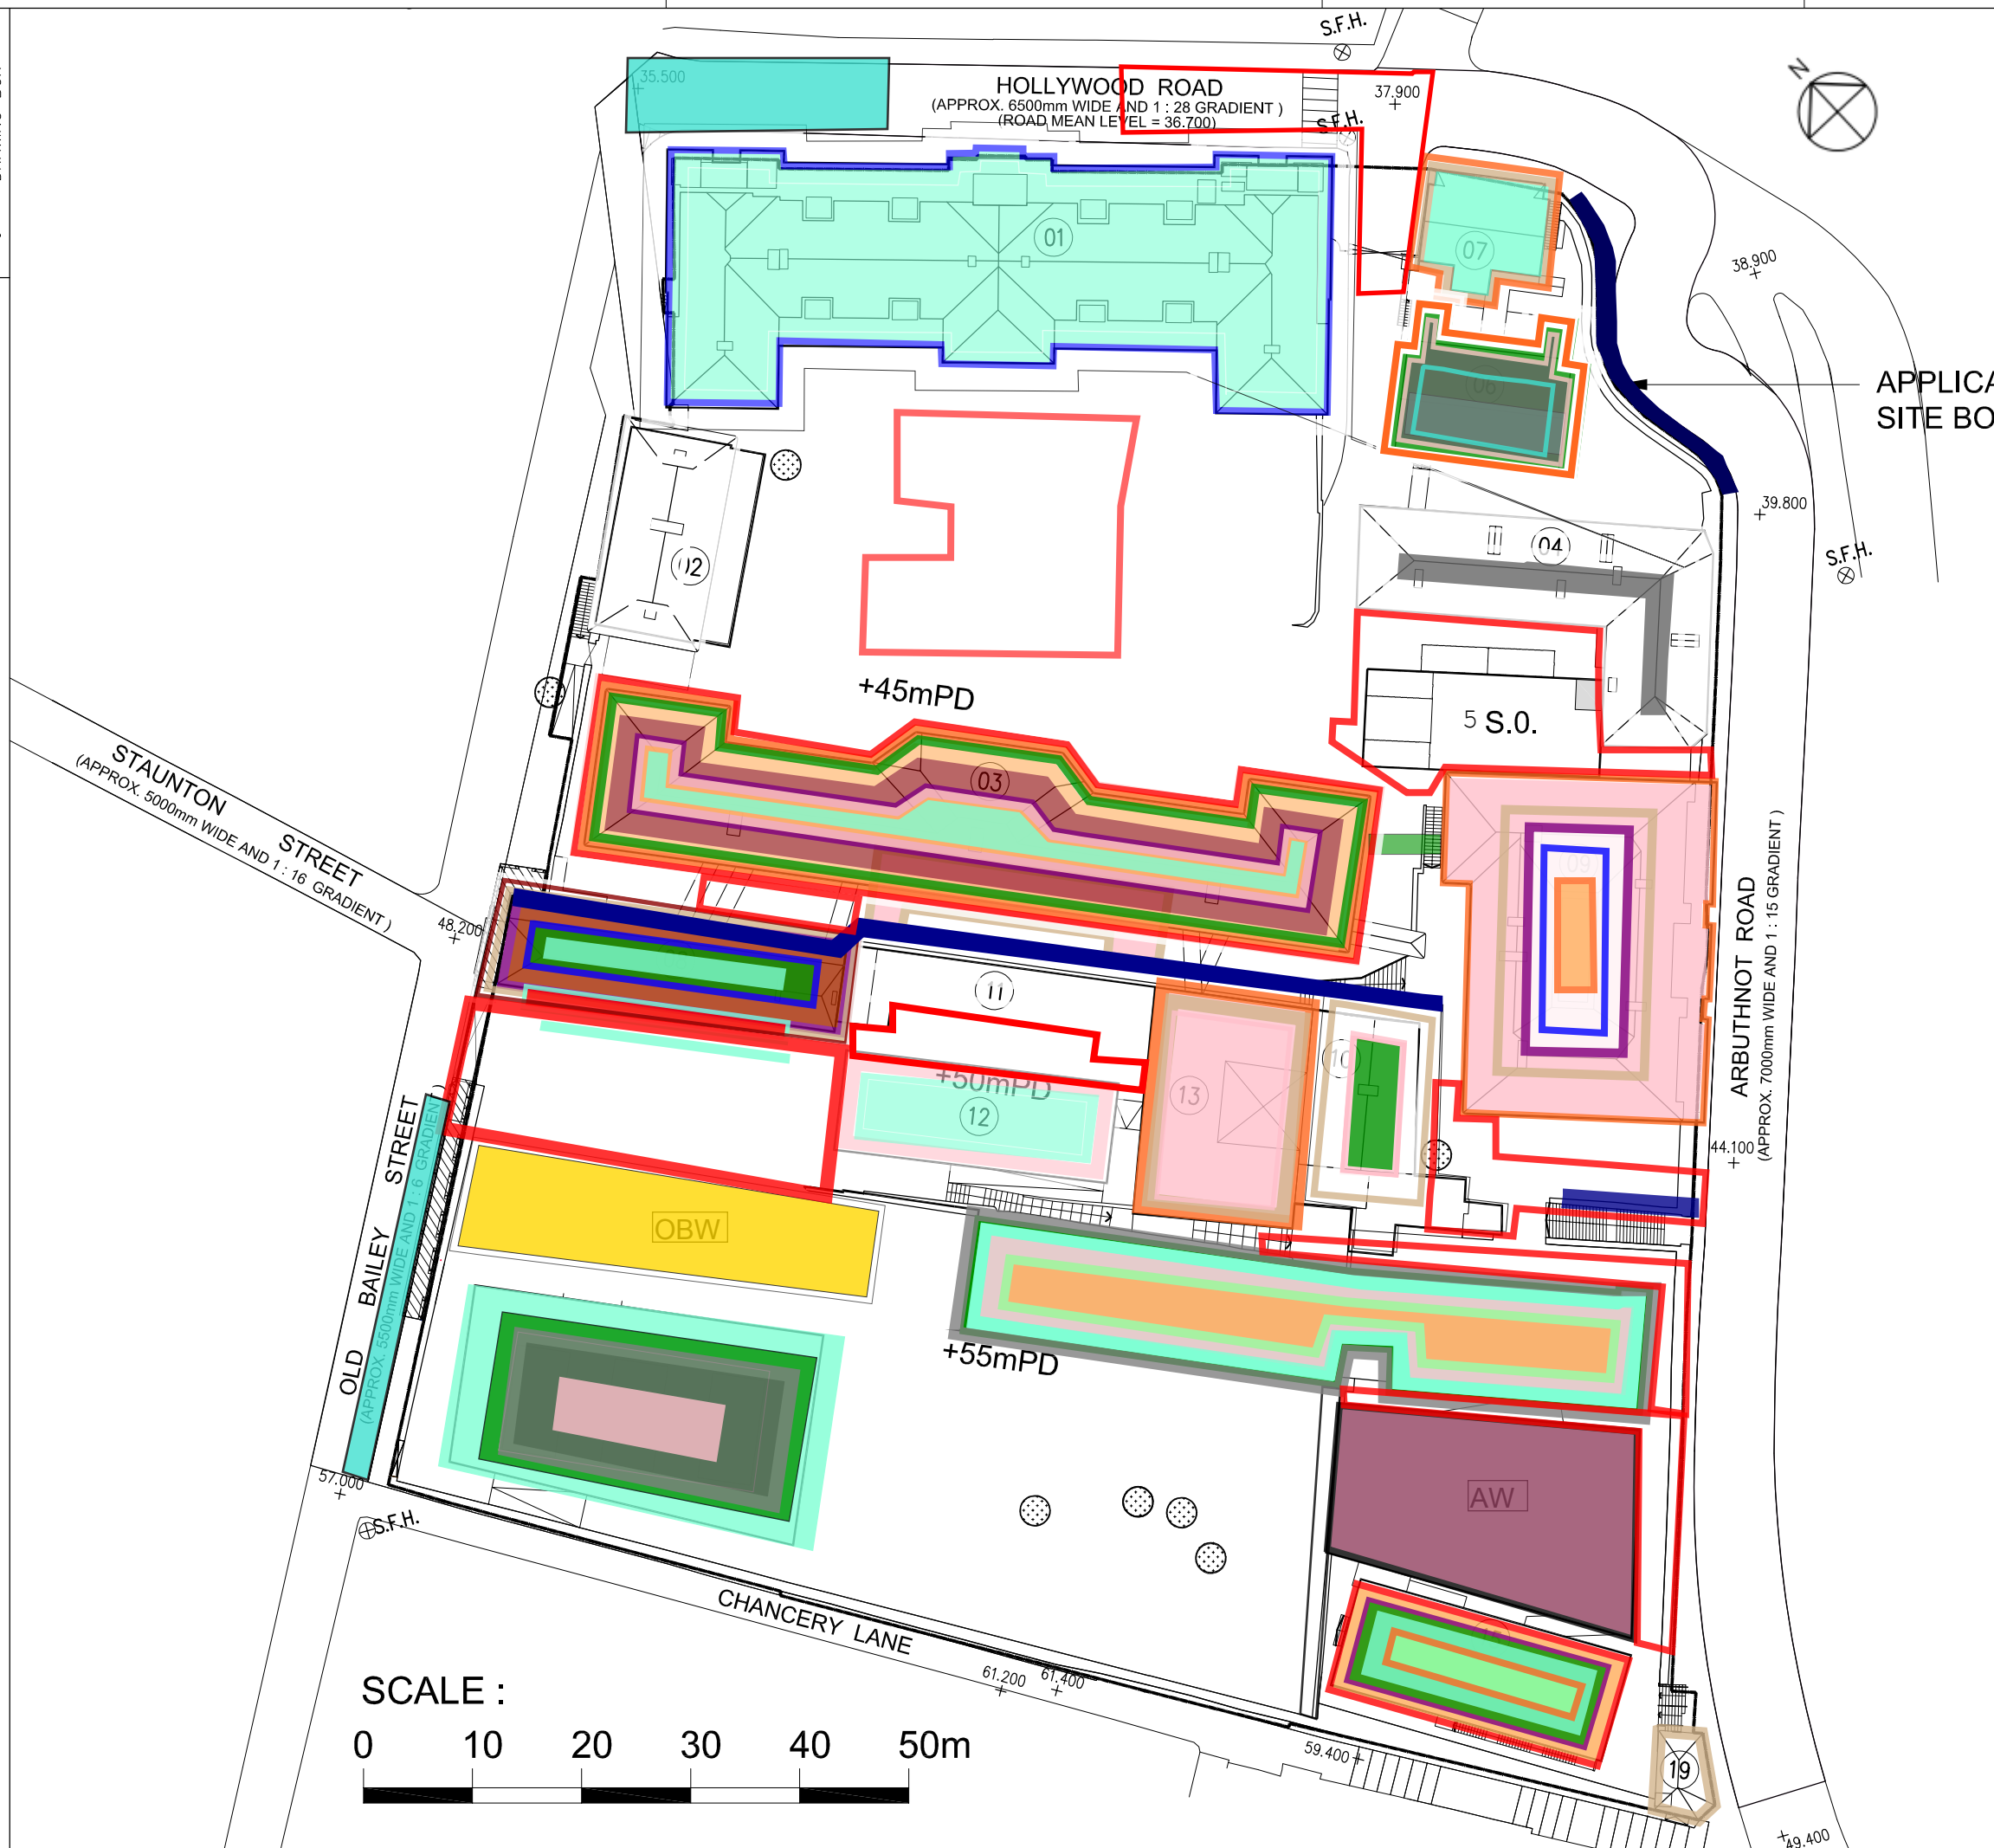 S.F.H.
N
35.500
HOLLYWOOD ROAD
(APPROX. 6500mm WIDE AND 1 : 28 GRADIENT )
(ROAD MEAN LEVEL = 36.700)
37.900
S.F.H.
01
07
38.900
06
APPLICA
SITE BO
39.800
04
S.F.H.
02
+45mPD
5 S.O.
03
STAUNTON STREET
(APPROX. 5000mm WIDE AND 1 : 16 GRADIENT )
09
48.200
11
10
13
+50mPD
12
ARBUTHNOT ROAD
(APPROX. 7000mm WIDE AND 1 : 15 GRADIENT )
44.100
OLD BAILEY STREET
(APPROX. 5500mm WIDE AND 1 : 6 GRADIENT
OBW
+55mPD
AW
57.000
S.F.H.
CHANCERY LANE
61.200
61.400
59.400
19
49.400
SCALE :
0 10 20 30 40 50m